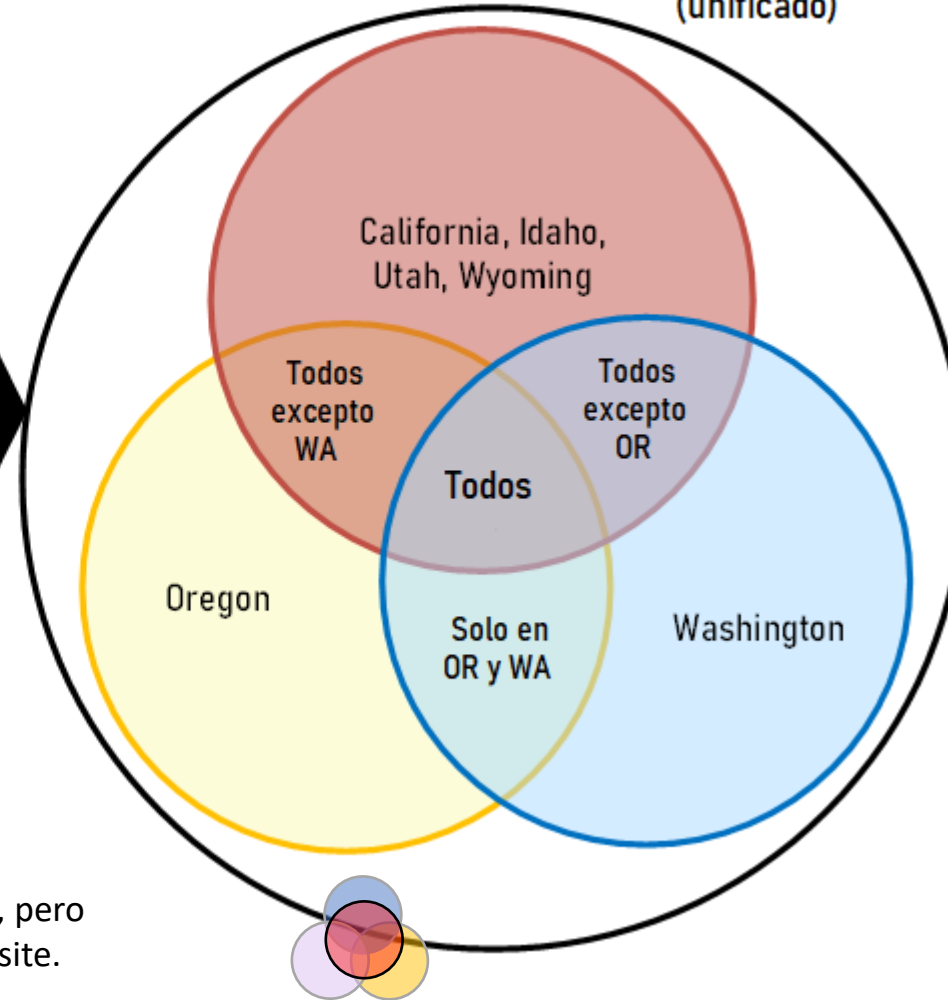 (unificado)
California, Idaho,
Utah, Wyoming
Todos
excepto
WA
Todos
excepto
OR
Todos
Oregon
Solo en
OR y WA
Washington
, pero
site.